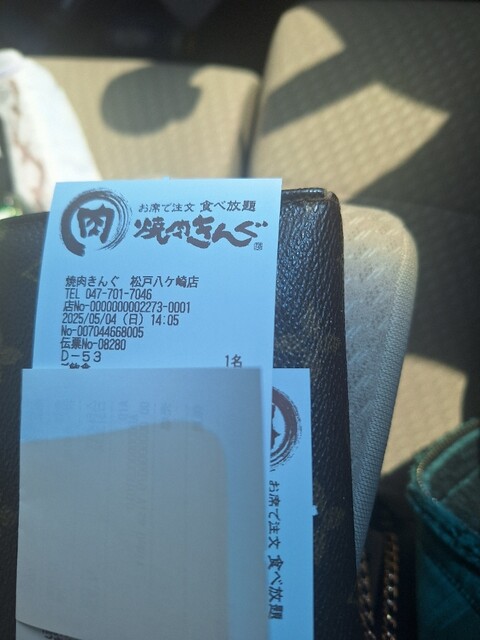 お席で注文 食べ放題
肉 焼肉きんぐ
焼肉きんぐ 松戸八ケ崎店
TEL 047-701-7046
店No-0000000002273-0001
2025/05/04 (日) 14:05
No-007044668005
伝票No-08280
D-53
1名
お席で注文 食べ放題